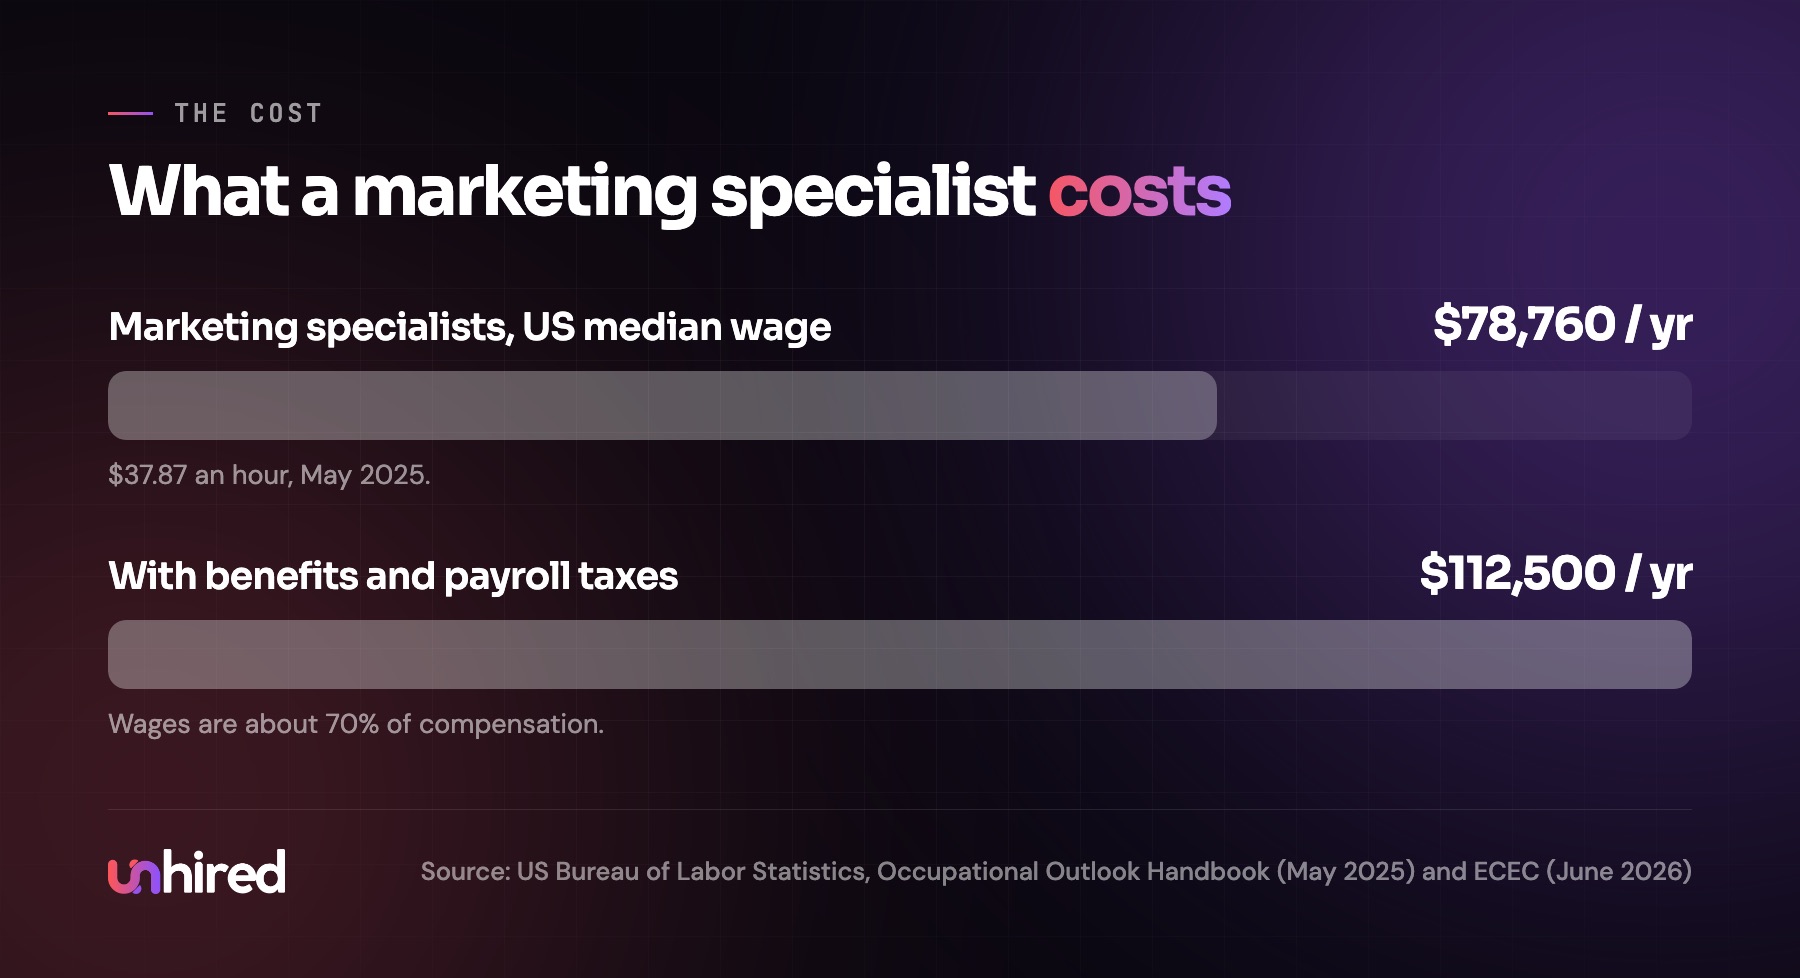 THE COST
What a marketing specialist costs
Marketing specialists, US median wage
$78,760 / yr
$37.87 an hour, May 2025.
With benefits and payroll taxes
$112,500 / yr
Wages are about 70% of compensation.
unhired
Source: US Bureau of Labor Statistics, Occupational Outlook Handbook (May 2025) and ECEC (June 2026)